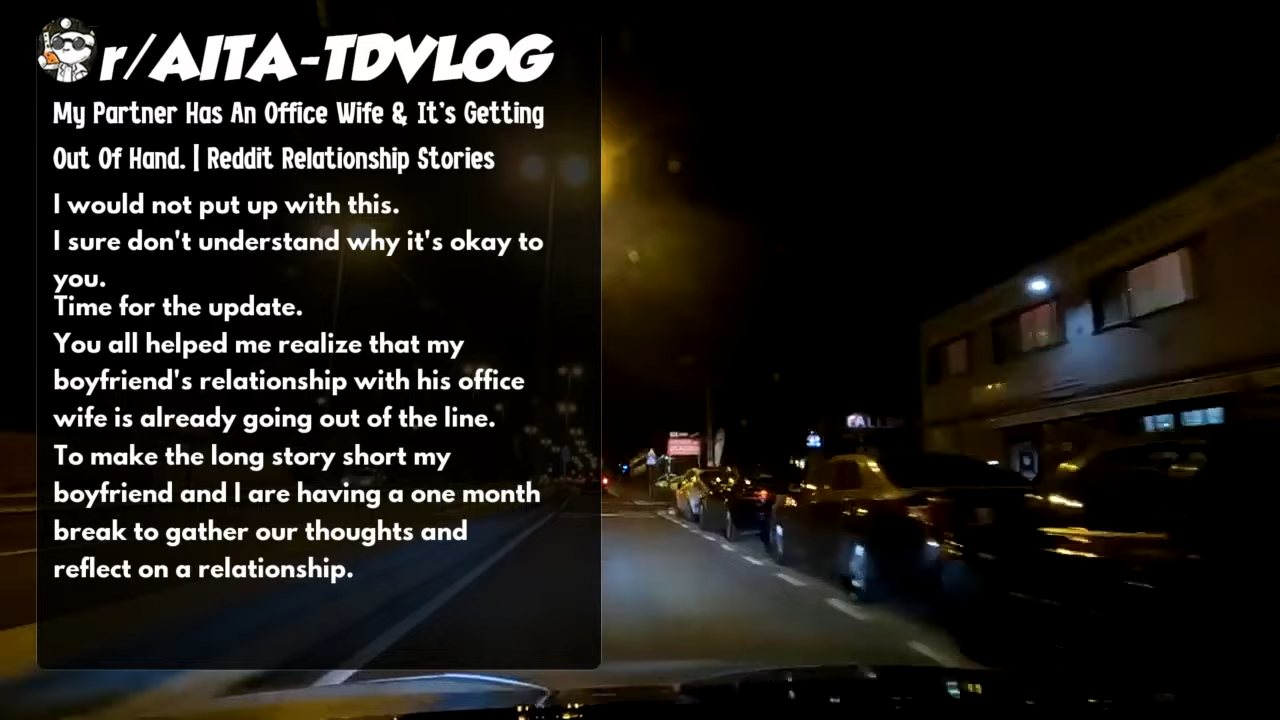 r/AITA-TDVLOG
My Partner Has An Office Wife & It's Getting
Out Of Hand. | Reddit Relationship Stories
I would not put up with this.
I sure don't understand why it's okay to
you.
Time for the update.
You all helped me realize that my
boyfriend's relationship with his office
wife is already going out of the line.
To make the long story short my
boyfriend and I are having a one month
break to gather our thoughts and
reflect on a relationship.